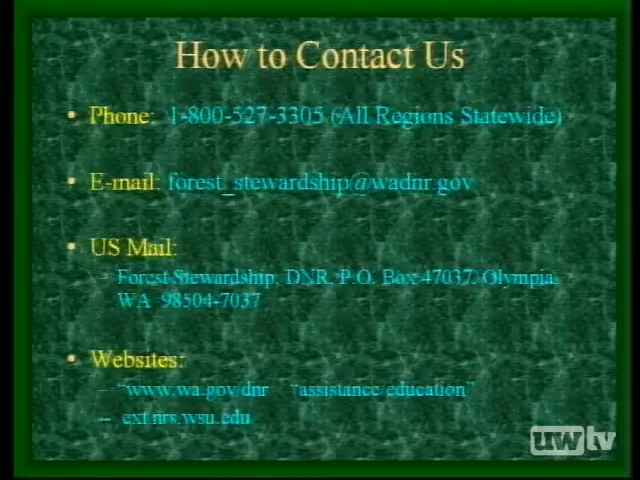 How to Contact Us
• Phone: 1-800-527-3305 (All Regions Statewide)
• E-mail: forest_stewardship@wadnr.gov
• US Mail:
– Forest Stewardship, DNR, P.O. Box 47037, Olympia,
WA 98504-7037
• Websites:
– "www.wa.gov/dnr "assistance/education"
– ext.nrs.wsu.edu
uwtv